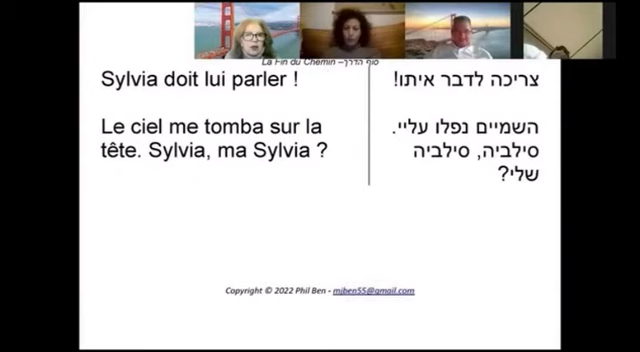 La Fin du Chemin – סוף הדרך
Sylvia doit lui parler !
צריכה לדבר איתו!
Le ciel me tomba sur la
tête. Sylvia, ma Sylvia ?
השמיים נפלו עליי.
סילביה, סילביה
שלי?
Copyright © 2022 Phil Ben - mjben55@gmail.com